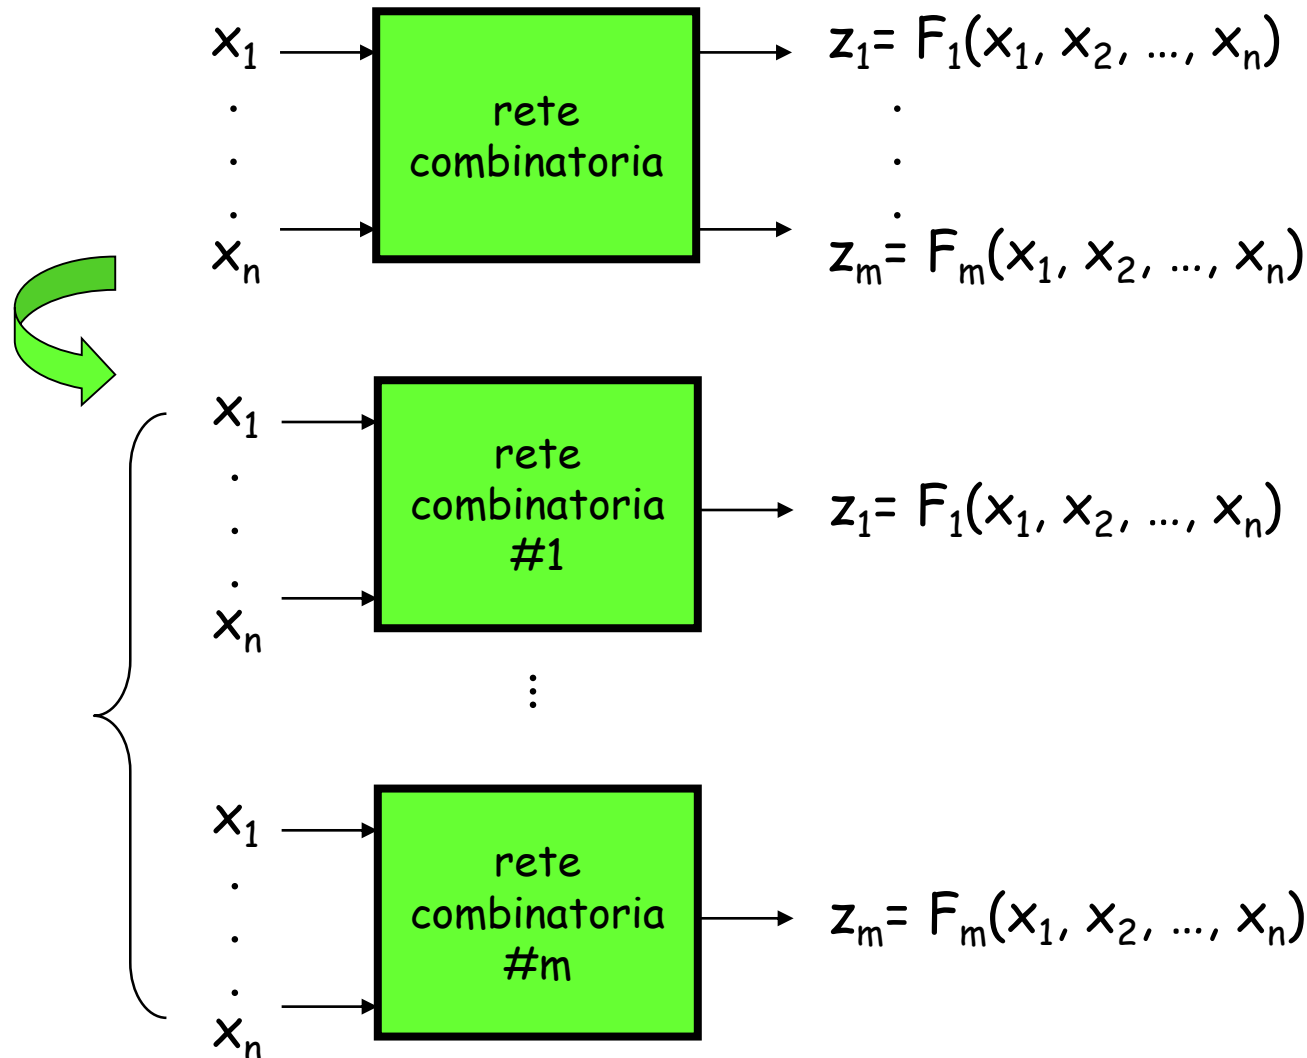 x₁
z₁= F₁(x₁, x₂, …, xₙ)
.
.
.
rete
combinatoria
.
.
.
xₙ
zₘ= Fₘ(x₁, x₂, …, xₙ)
x₁
.
.
.
rete
combinatoria
#1
z₁= F₁(x₁, x₂, …, xₙ)
xₙ
⋮
x₁
.
.
.
rete
combinatoria
#m
zₘ= Fₘ(x₁, x₂, …, xₙ)
xₙ